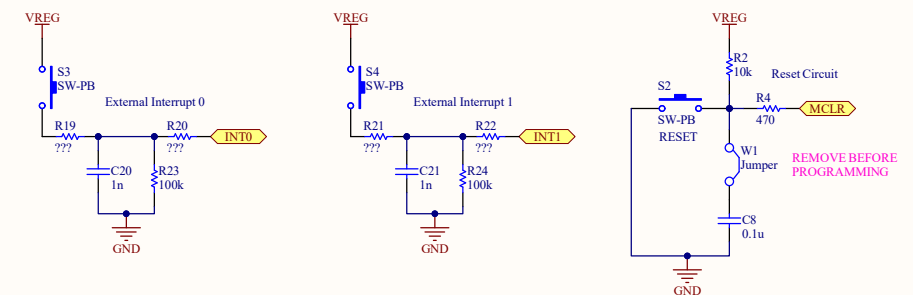 VREG
S3
SW-PB
External Interrupt 0
R19
???
R20
???
INT0
C20
1n
R23
100k
GND
VREG
S4
SW-PB
External Interrupt 1
R21
???
R22
???
INT1
C21
1n
R24
100k
GND
VREG
R2
10k
Reset Circuit
S2
SW-PB
RESET
R4
470
MCLR
W1
Jumper
REMOVE BEFORE
PROGRAMMING
C8
0.1u
GND